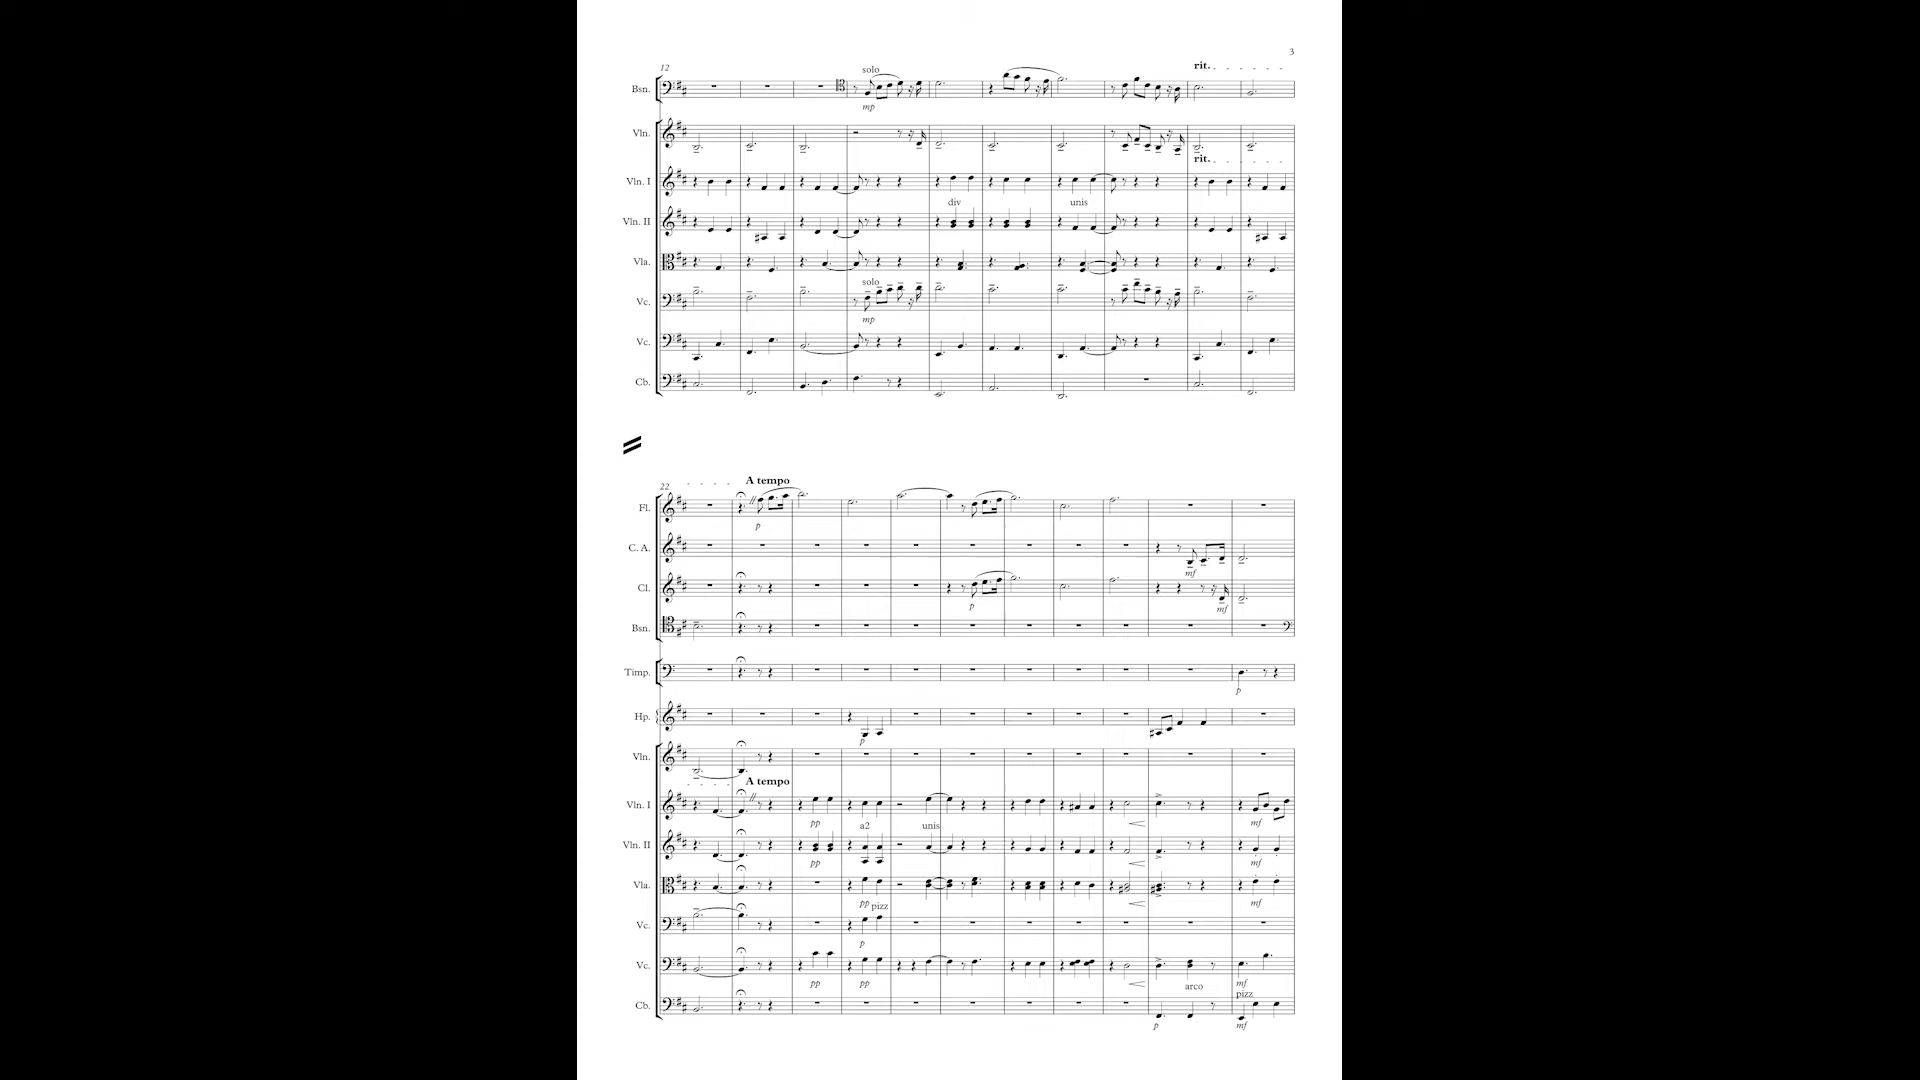 3
12
rit.
solo
Bsn.
mp
Vln.
rit.
Vln. I
div
unis
Vln. II
Vla.
solo
Vc.
mp
Vc.
Cb.
22
A tempo
Fl.
p
C. A.
mf
Cl.
p
mf
Bsn.
Timp.
p
Hp.
p
Vln.
A tempo
Vln. I
pp
mf
a2
unis
Vln. II
pp
mf
Vla.
pp
mf
pizz
Vc.
p
Vc.
pp
pp
mf
arco
pizz
Cb.
p
mf